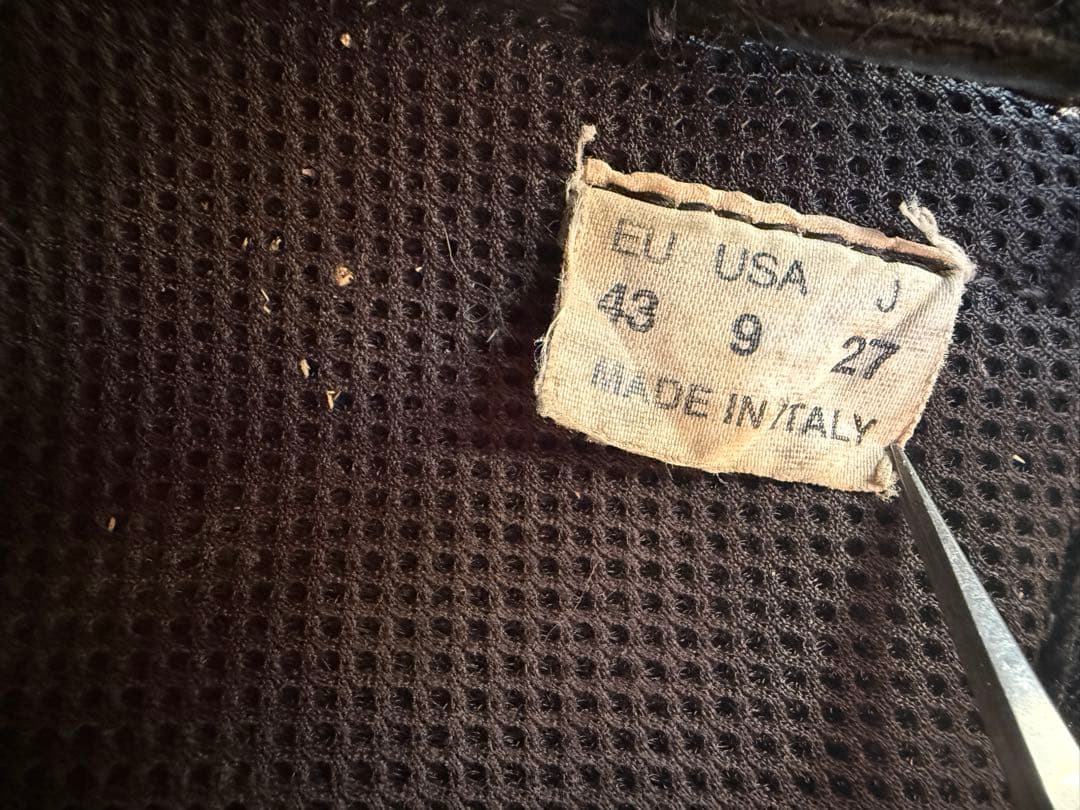 EU USA J
43 9 27
MADE IN ITALY